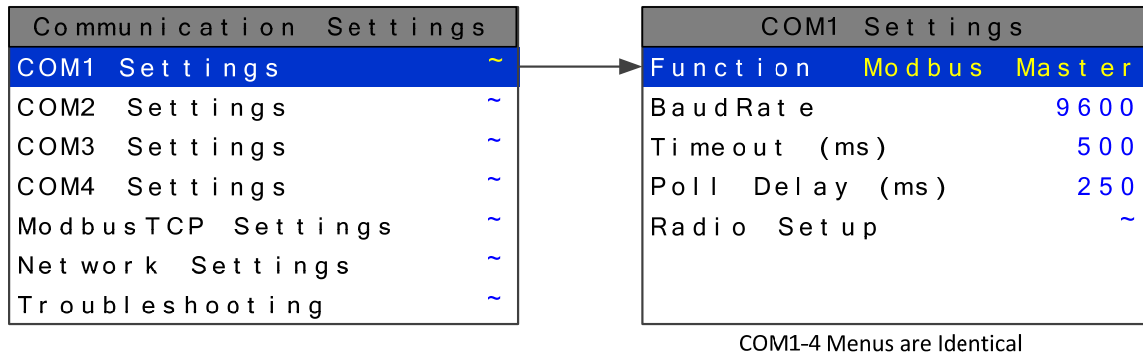 Communication Settings
COM1 Settings ~
COM2 Settings ~
COM3 Settings ~
COM4 Settings ~
ModbusTCP Settings ~
Network Settings ~
Troubleshooting ~
COM1 Settings
Function Modbus Master
BaudRate 9600
Timeout (ms) 500
Poll Delay (ms) 250
Radio Setup ~
COM1-4 Menus are Identical